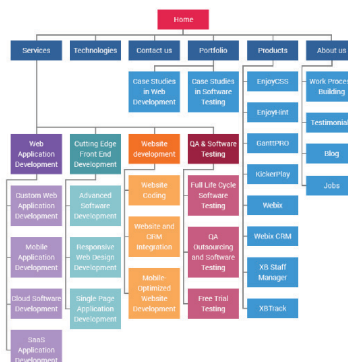 Home
Services
Technologies
Contact us
Portfolio
Products
About us
Case Studies
in Web
Development
Case Studies
in Software
Testing
EnjoyCSS
EnjoyHint
GanttPRO
KickerPlay
Webix
Webix CRM
XB Staff
Manager
XBTrack
Work Process
Building
Testimonials
Blog
Jobs
Web
Application
Development
Cutting Edge
Front End
Development
Website
development
QA & Software
Testing
Custom Web
Application
Development
Mobile
Application
Development
Cloud Software
Development
SaaS
Application
Development
Advanced
Software
Development
Responsive
Web Design
Development
Single Page
Application
Development
Website
Coding
Website and
CRM
Integration
Mobile
Optimized
Website
Development
Full Life Cycle
Software
Testing
QA
Outsourcing
and Software
Testing
Free Trial
Testing